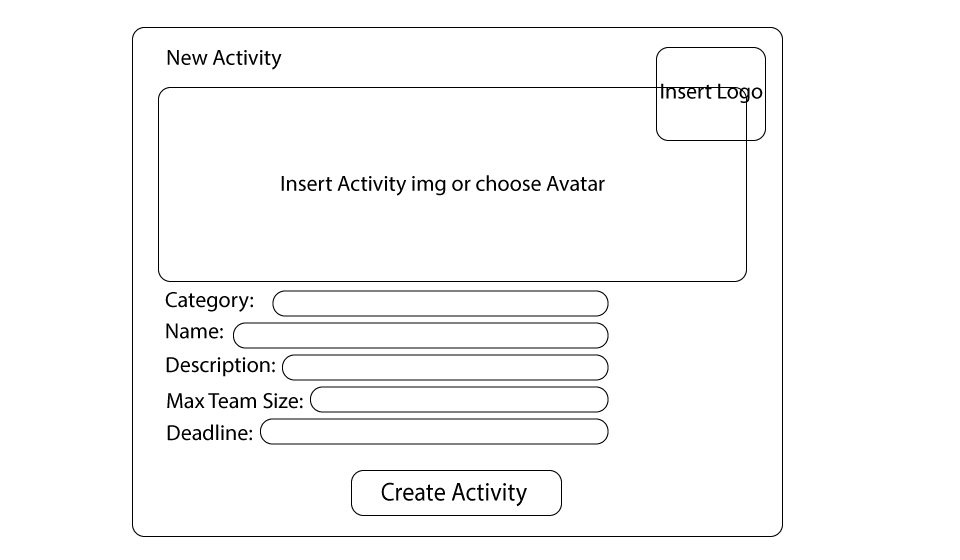 New Activity
Insert Logo
Insert Activity img or choose Avatar
Category:
Name:
Description:
Max Team Size:
Deadline:
Create Activity